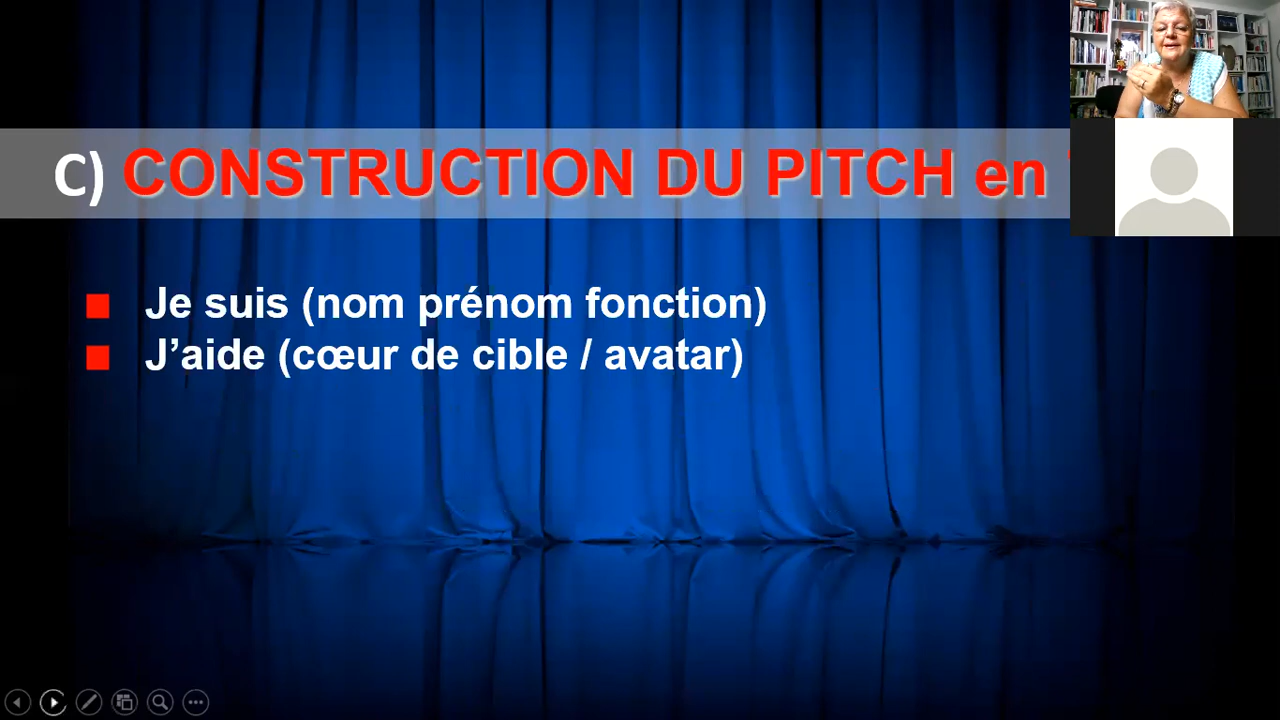 C) CONSTRUCTION DU PITCH en
Je suis (nom prénom fonction)
J’aide (cœur de cible / avatar)